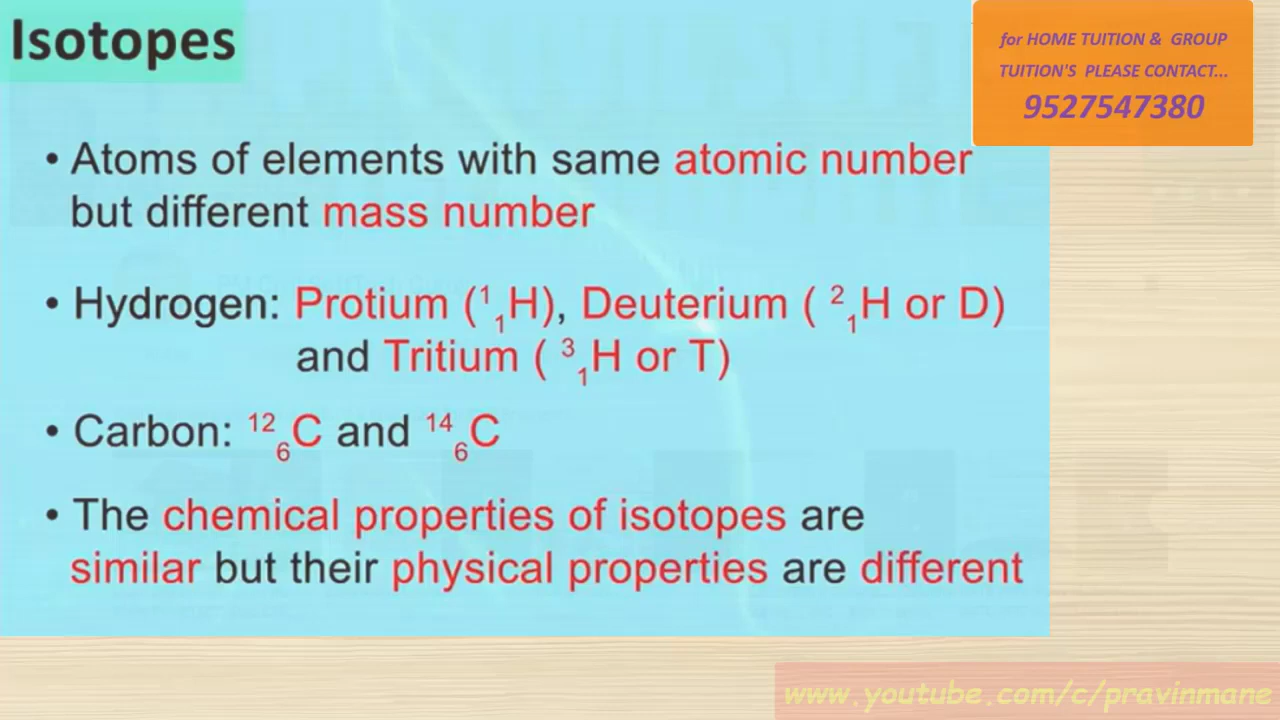 Isotopes
for HOME TUITION & GROUP
TUITION'S PLEASE CONTACT...
9527547380
• Atoms of elements with same atomic number
but different mass number
• Hydrogen: Protium (¹₁H), Deuterium ( ²₁H or D)
and Tritium ( ³₁H or T)
• Carbon: ¹²₆C and ¹⁴₆C
• The chemical properties of isotopes are
similar but their physical properties are different
www.youtube.com/c/pravinmane